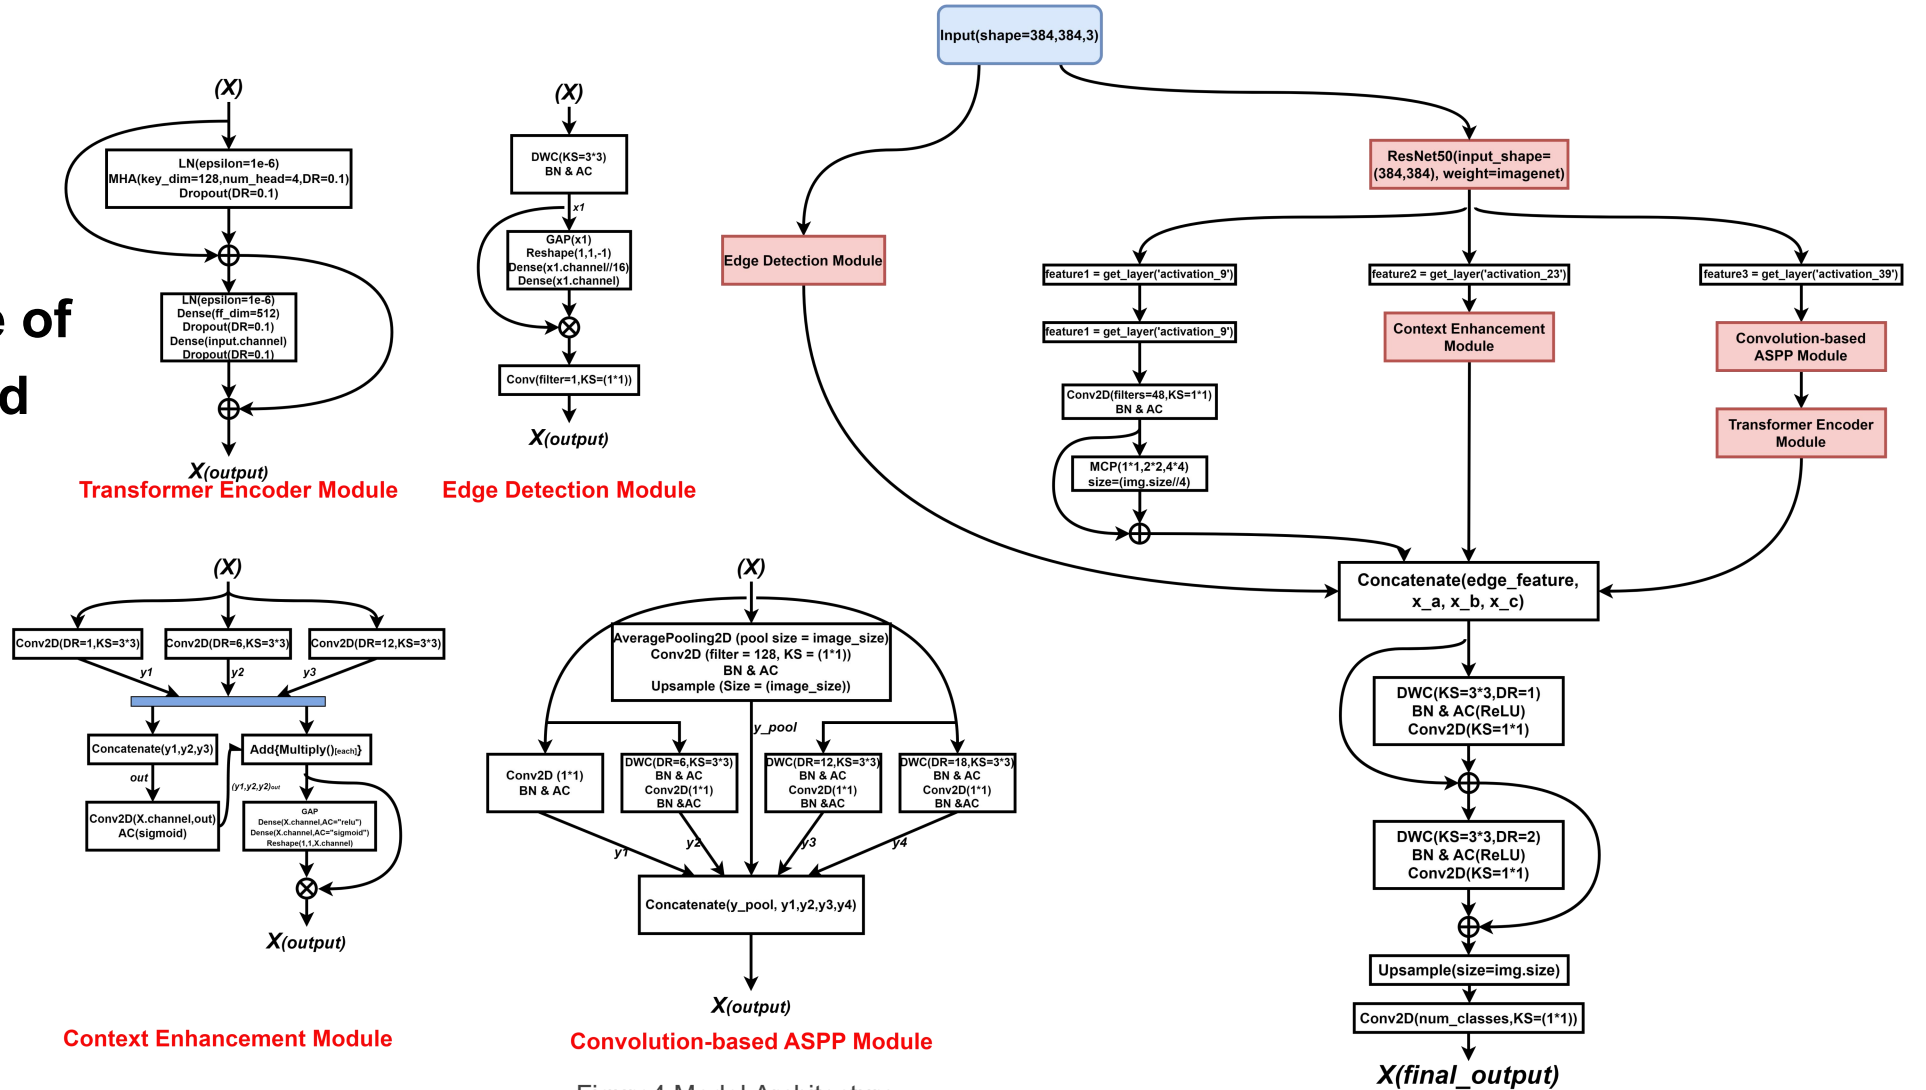 e of
d
(X)
LN(epsilon=1e-6)
MHA(key_dim=128,num_head=4,DR=0.1)
Dropout(DR=0.1)
LN(epsilon=1e-6)
Dense(ff_dim=512)
Dropout(DR=0.1)
Dense(input.channel)
Dropout(DR=0.1)
X(output)
Transformer Encoder Module
(X)
DWC(KS=3*3)
BN & AC
x1
GAP(x1)
Reshape(1,1,-1)
Dense(x1.channel//16)
Dense(x1.channel)
Conv(filter=1,KS=(1*1))
X(output)
Edge Detection Module
(X)
Conv2D(DR=1,KS=3*3)
Conv2D(DR=6,KS=3*3)
Conv2D(DR=12,KS=3*3)
y1
y2
y3
Concatenate(y1,y2,y3)
Add{Multiply()[each]}
out
(y1,y2,y2)out
Conv2D(X.channel,out)
AC(sigmoid)
GAP
Dense(X.channel,AC="relu")
Dense(X.channel,AC="sigmoid")
Reshape(1,1,X.channel)
X(output)
Context Enhancement Module
(X)
AveragePooling2D (pool size = image_size)
Conv2D (filter = 128, KS = (1*1))
BN & AC
Upsample (Size = (image_size))
y_pool
Conv2D (1*1)
BN & AC
DWC(DR=6,KS=3*3)
BN & AC
Conv2D(1*1)
BN &AC
DWC(DR=12,KS=3*3)
BN & AC
Conv2D(1*1)
BN &AC
DWC(DR=18,KS=3*3)
BN & AC
Conv2D(1*1)
BN &AC
y1
y2
y3
y4
Concatenate(y_pool, y1,y2,y3,y4)
X(output)
Convolution-based ASPP Module
Input(shape=384,384,3)
ResNet50(input_shape=
(384,384), weight=imagenet)
Edge Detection Module
feature1 = get_layer('activation_9')
feature2 = get_layer('activation_23')
feature3 = get_layer('activation_39')
feature1 = get_layer('activation_9')
Context Enhancement
Module
Convolution-based
ASPP Module
Conv2D(filters=48,KS=1*1)
BN & AC
Transformer Encoder
Module
MCP(1*1,2*2,4*4)
size=(img.size//4)
Concatenate(edge_feature,
x_a, x_b, x_c)
DWC(KS=3*3,DR=1)
BN & AC(ReLU)
Conv2D(KS=1*1)
DWC(KS=3*3,DR=2)
BN & AC(ReLU)
Conv2D(KS=1*1)
Upsample(size=img.size)
Conv2D(num_classes,KS=(1*1))
X(final_output)